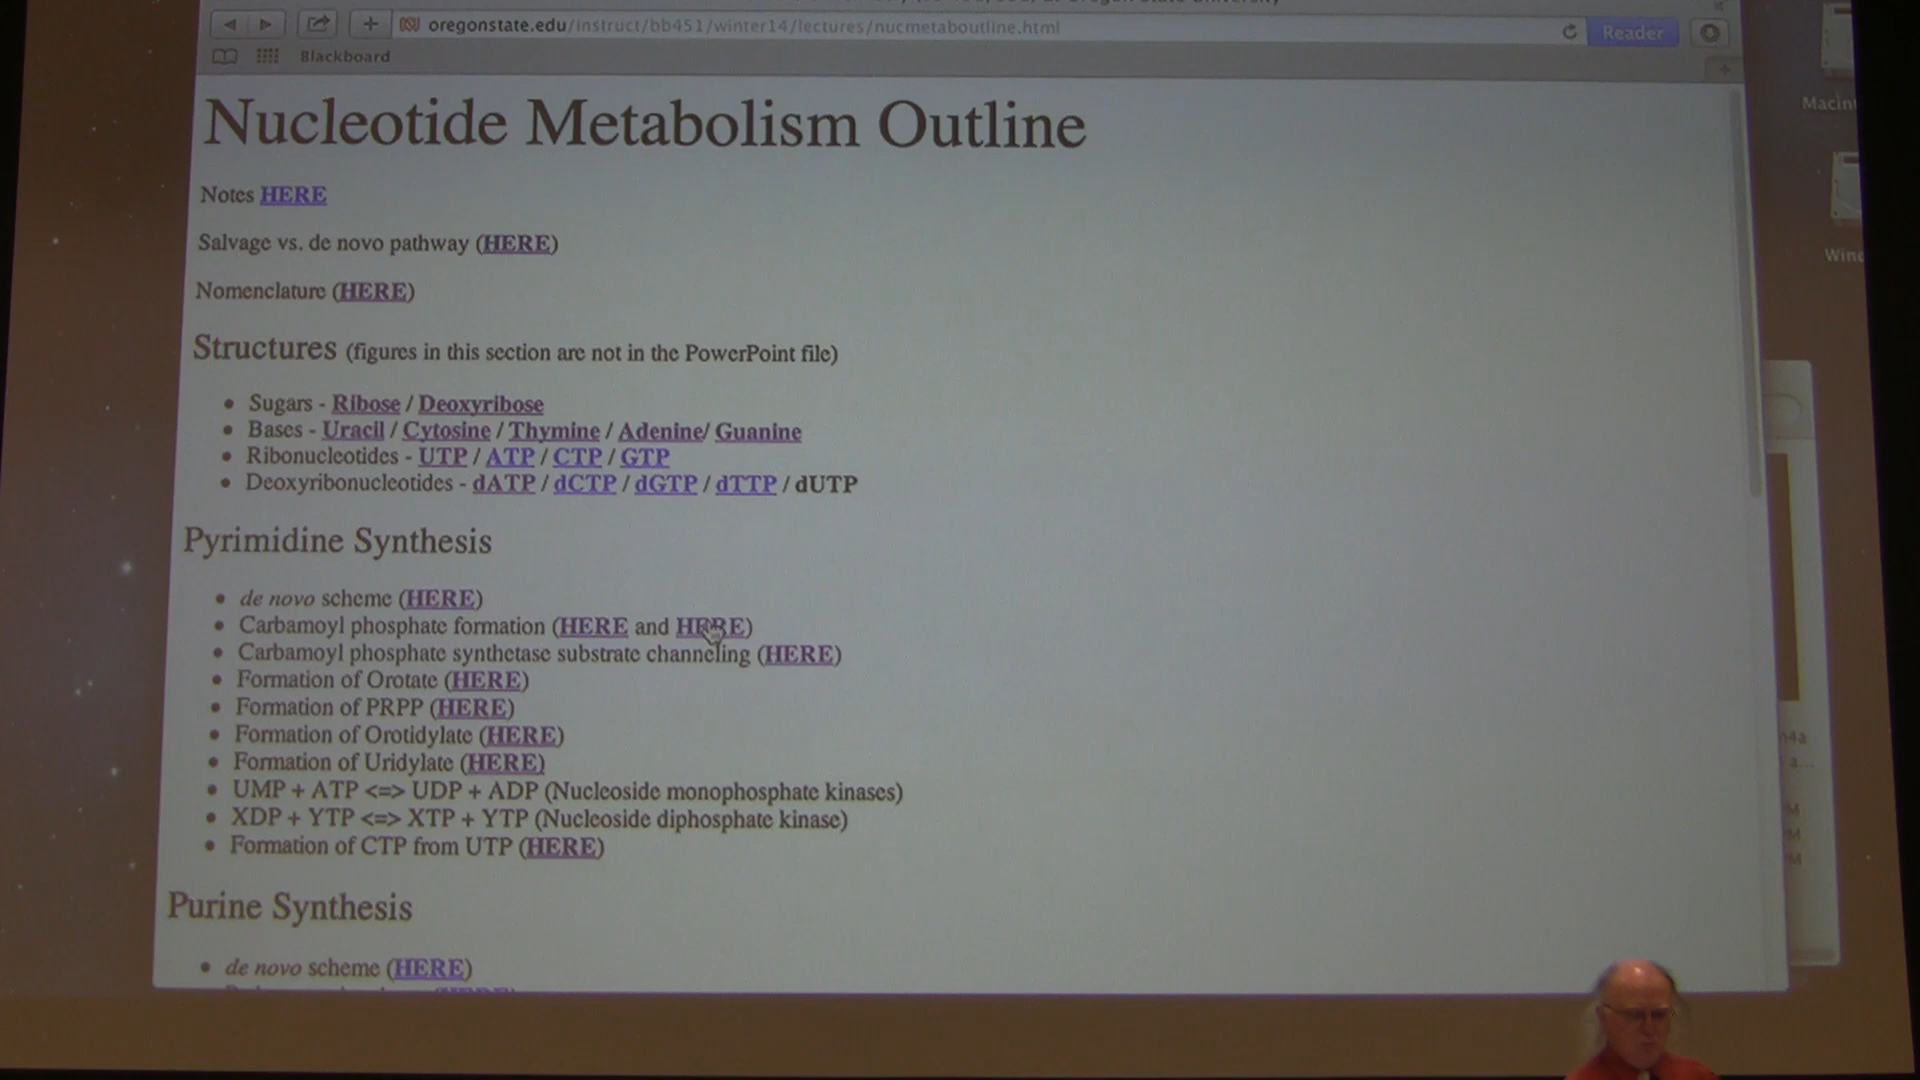 oregonstate.edu/instruct/bb451/winter14/lectures/nucmetaboutline.html
Reader
Blackboard
Macin
Wind
Nucleotide Metabolism Outline
Notes HERE
Salvage vs. de novo pathway (HERE)
Nomenclature (HERE)
Structures (figures in this section are not in the PowerPoint file)
• Sugars - Ribose / Deoxyribose
• Bases - Uracil / Cytosine / Thymine / Adenine/ Guanine
• Ribonucleotides - UTP / ATP / CTP / GTP
• Deoxyribonucleotides - dATP / dCTP / dGTP / dTTP / dUTP
Pyrimidine Synthesis
• de novo scheme (HERE)
• Carbamoyl phosphate formation (HERE and HERE)
• Carbamoyl phosphate synthetase substrate channeling (HERE)
• Formation of Orotate (HERE)
• Formation of PRPP (HERE)
• Formation of Orotidylate (HERE)
• Formation of Uridylate (HERE)
• UMP + ATP <=> UDP + ADP (Nucleoside monophosphate kinases)
• XDP + YTP <=> XTP + YTP (Nucleoside diphosphate kinase)
• Formation of CTP from UTP (HERE)
Purine Synthesis
• de novo scheme (HERE)